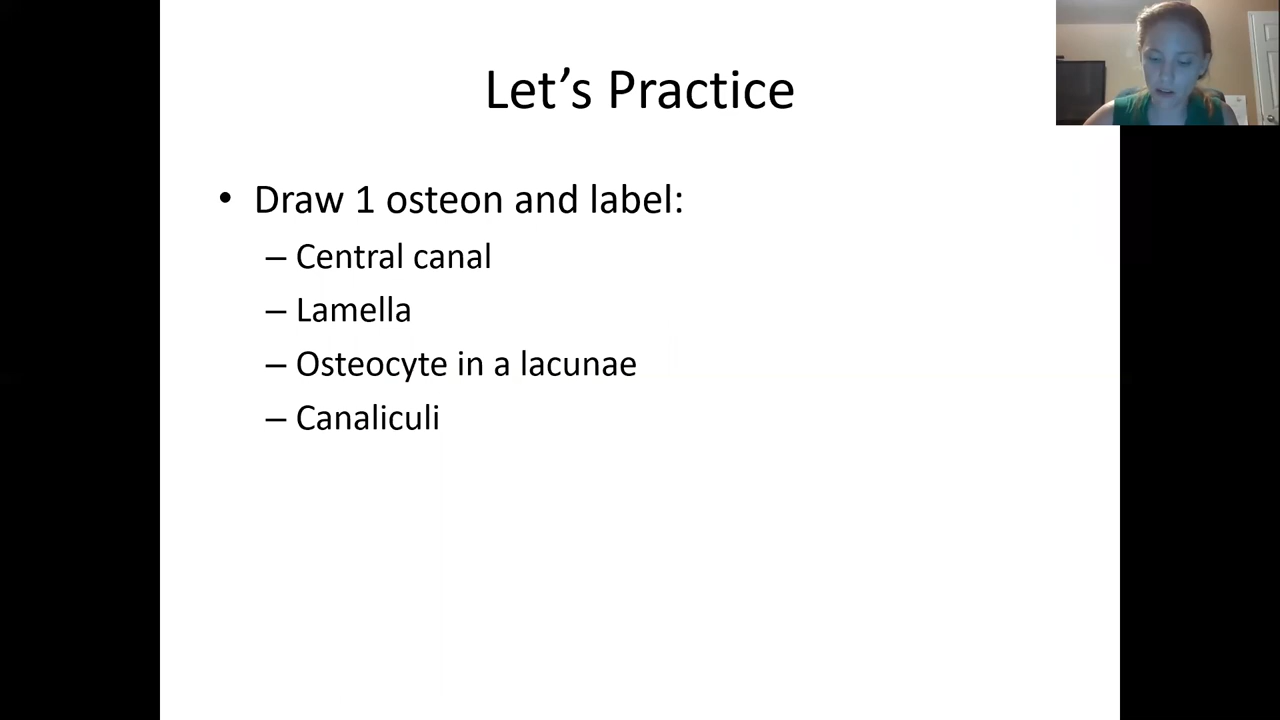 Let’s Practice
• Draw 1 osteon and label:
– Central canal
– Lamella
– Osteocyte in a lacunae
– Canaliculi